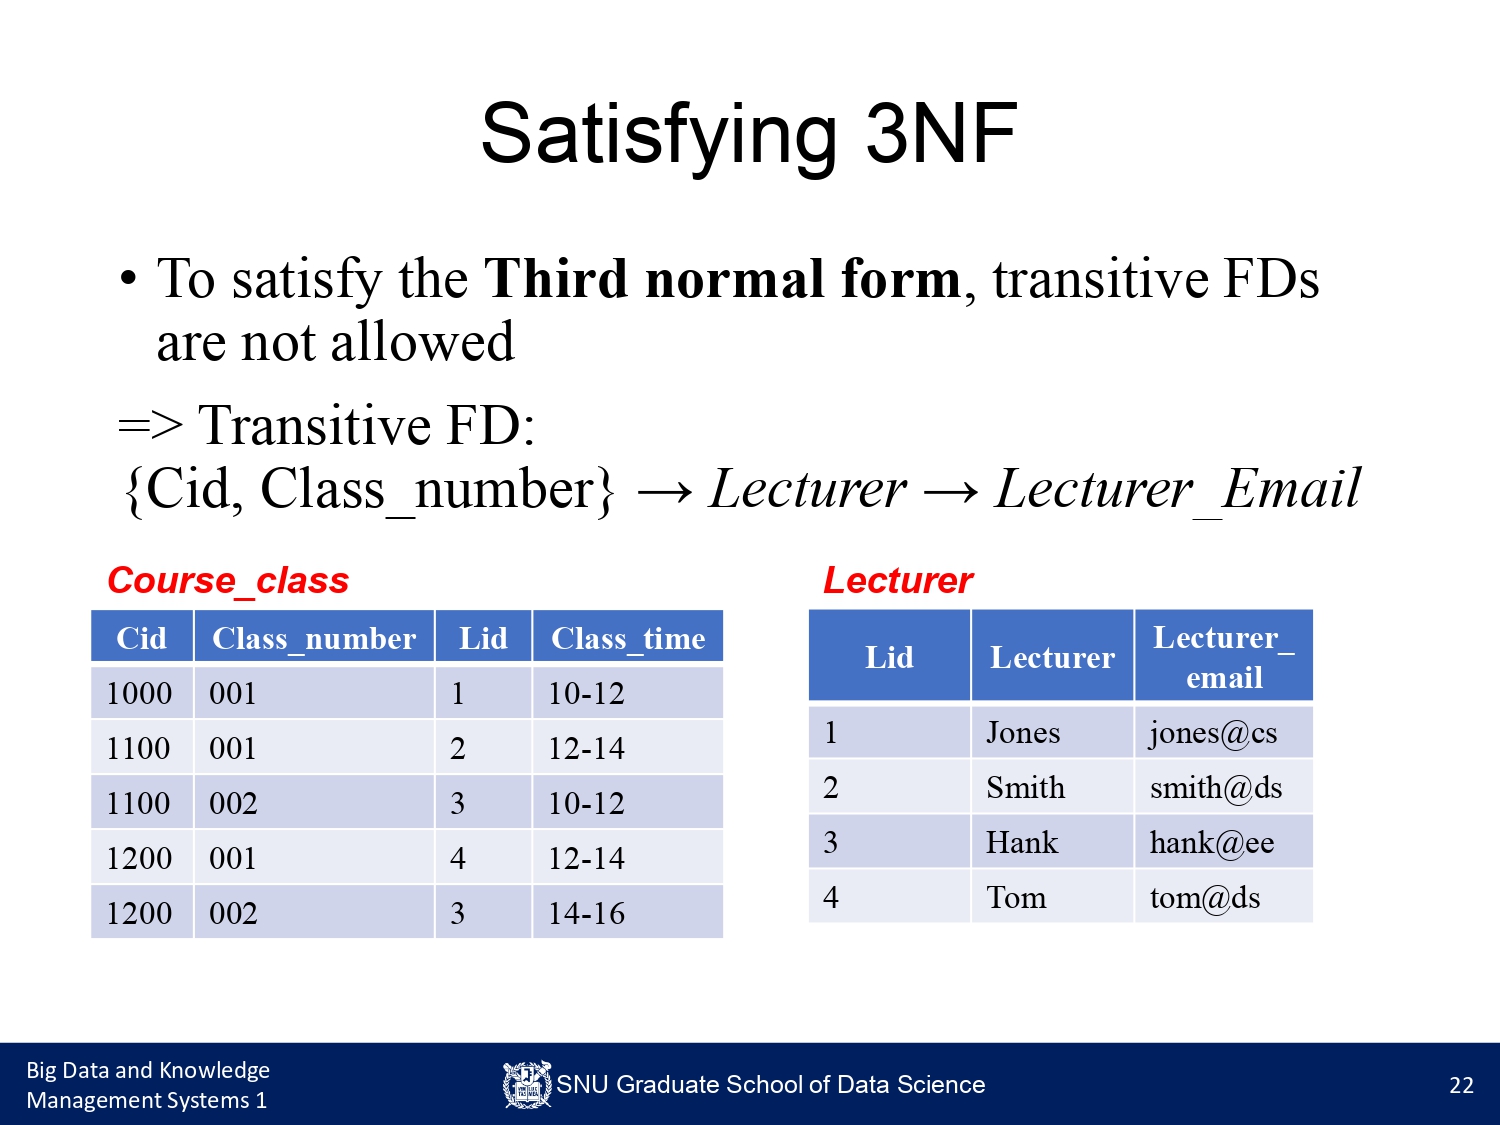 Satisfying 3NF
• To satisfy the Third normal form, transitive FDs
are not allowed
=> Transitive FD:
{Cid, Class_number} → Lecturer → Lecturer_Email
Course_class
Cid Class_number Lid Class_time
1000 001 1 10-12
1100 001 2 12-14
1100 002 3 10-12
1200 001 4 12-14
1200 002 3 14-16
Lecturer
Lid Lecturer Lecturer_
email
1 Jones jones@cs
2 Smith smith@ds
3 Hank hank@ee
4 Tom tom@ds
Big Data and Knowledge
Management Systems 1
SNU Graduate School of Data Science
22